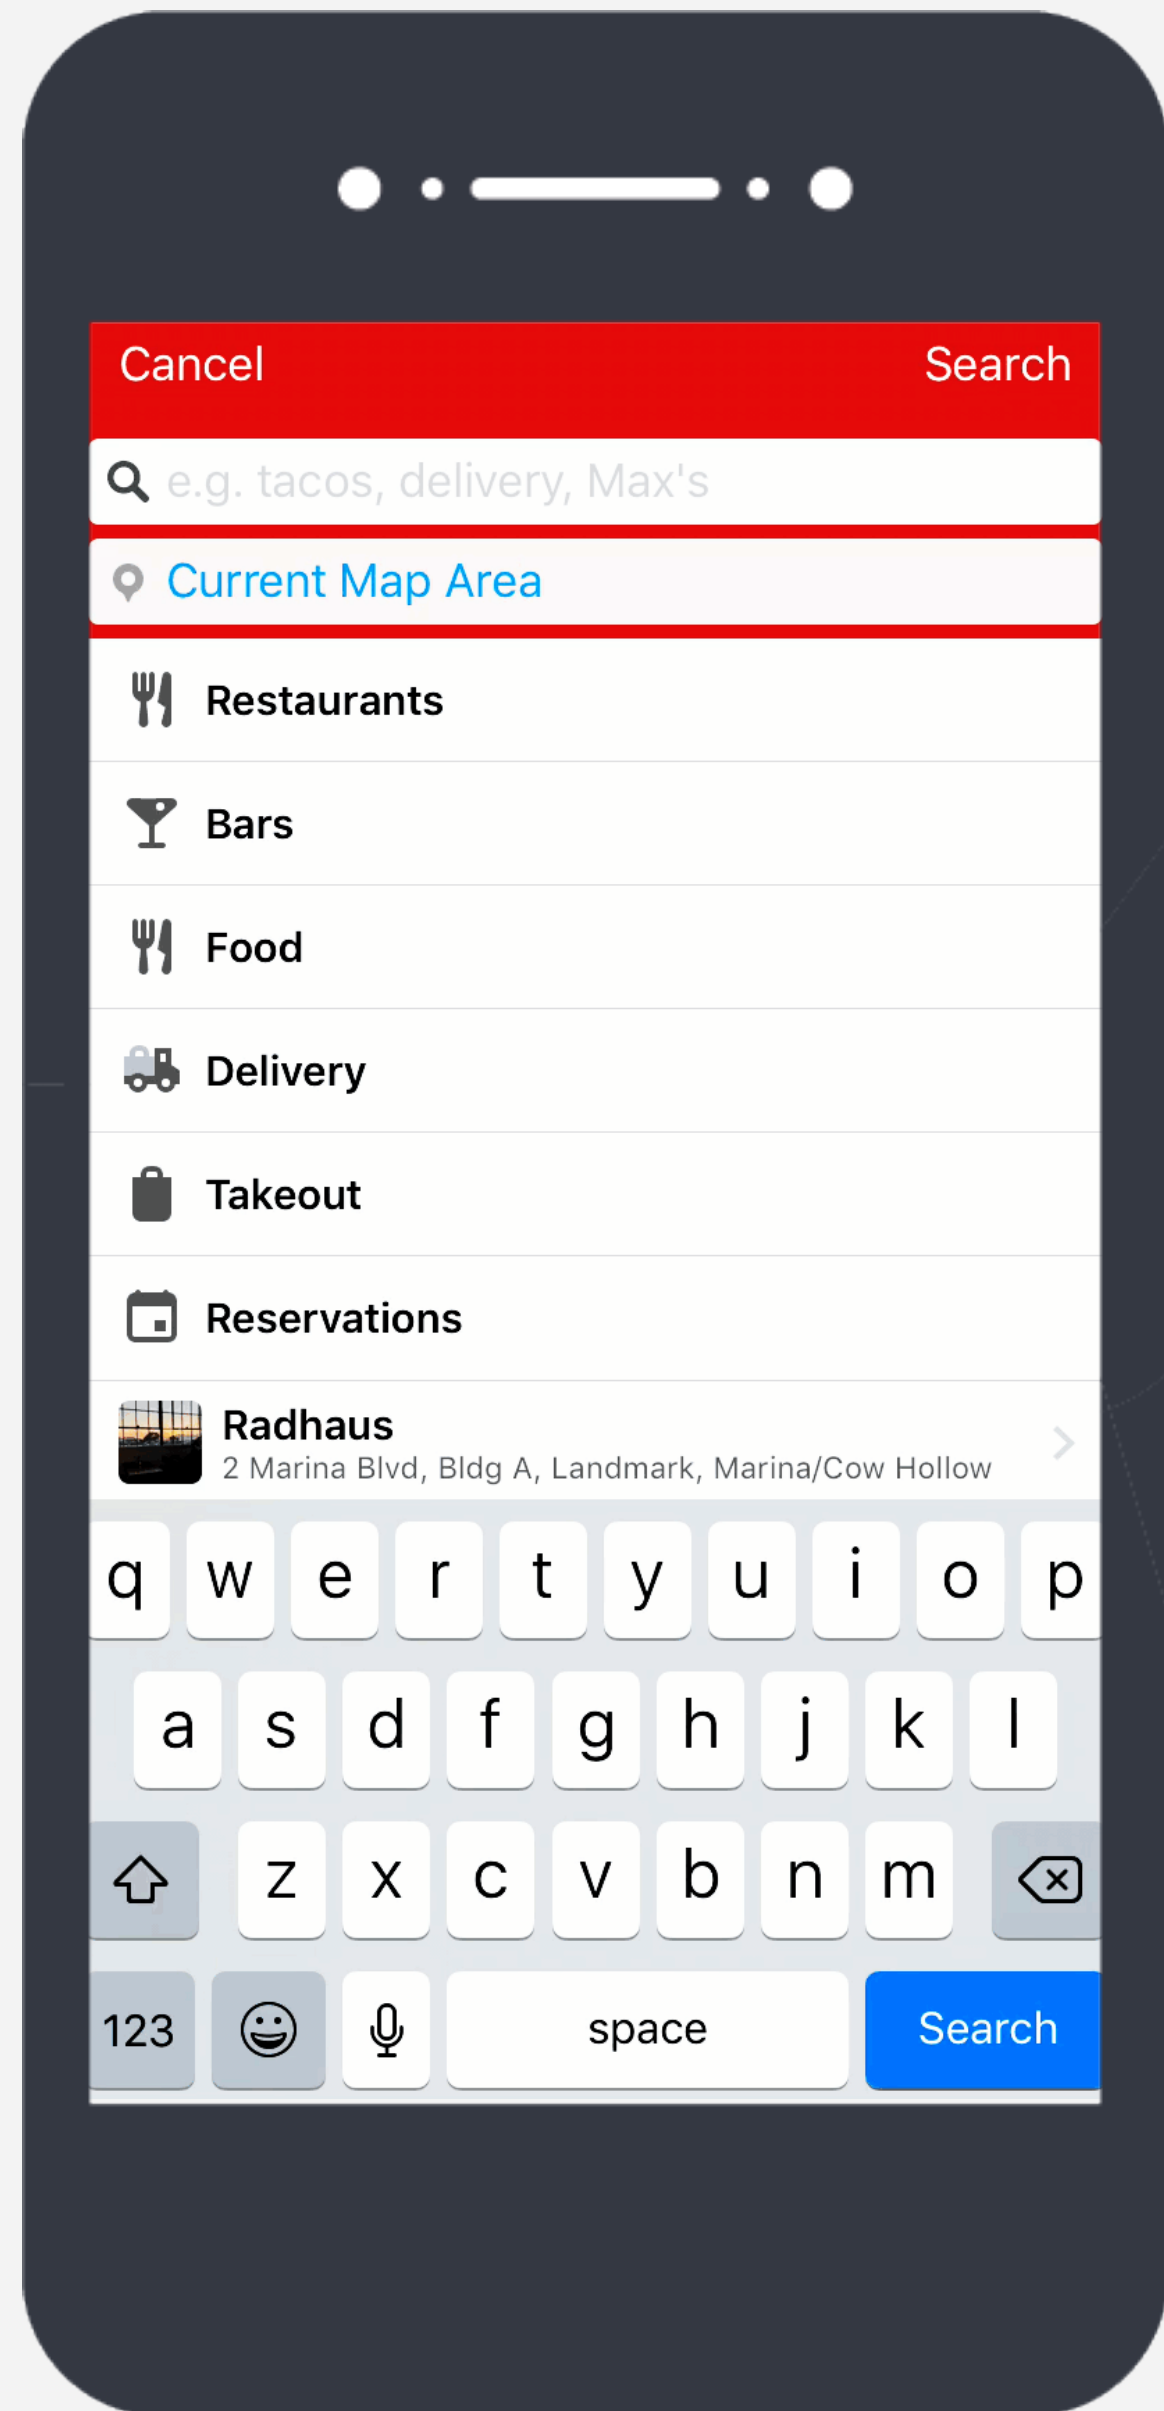 Cancel Search
e.g. tacos, delivery, Max's
Current Map Area
Restaurants
Bars
Food
Delivery
Takeout
Reservations
Radhaus
2 Marina Blvd, Bldg A, Landmark, Marina/Cow Hollow
q w e r t y u i o p
a s d f g h j k l
z x c v b n m
123 space Search